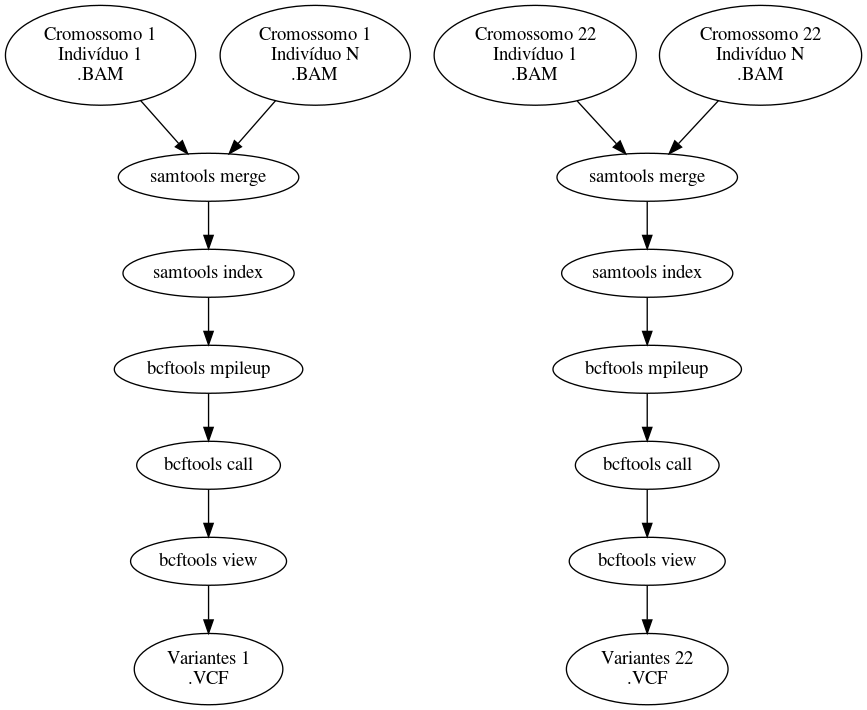 Cromossomo 1
Indivíduo 1
.BAM
Cromossomo 1
Indivíduo N
.BAM
Cromossomo 22
Indivíduo 1
.BAM
Cromossomo 22
Indivíduo N
.BAM
samtools merge
samtools merge
samtools index
samtools index
bcftools mpileup
bcftools mpileup
bcftools call
bcftools call
bcftools view
bcftools view
Variantes 1
.VCF
Variantes 22
.VCF